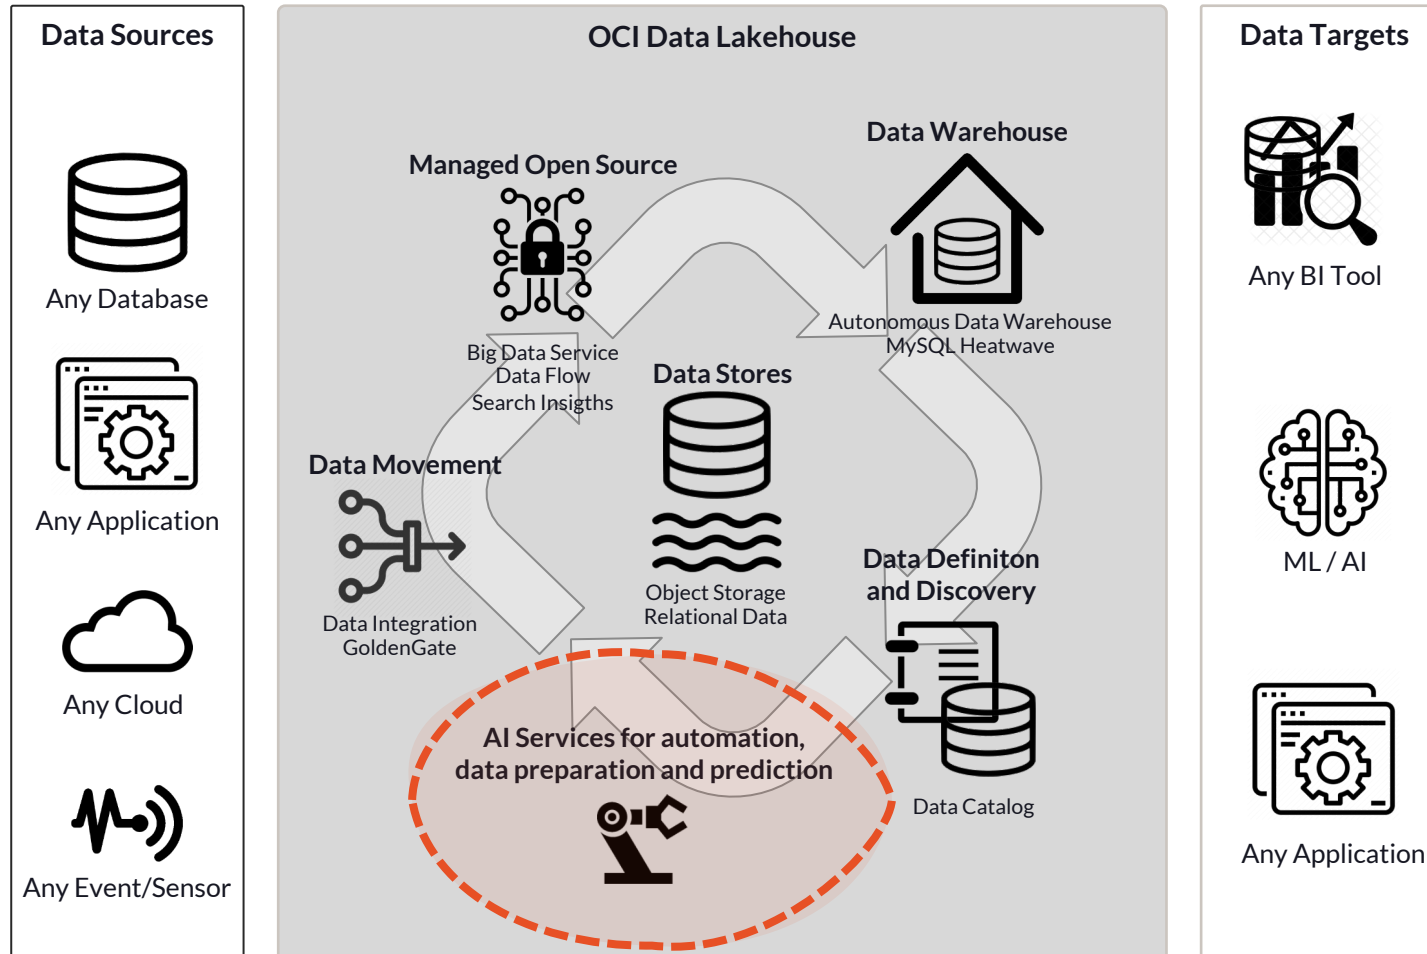 Data Sources
Any Database
Any Application
Any Cloud
Any Event/Sensor
OCI Data Lakehouse
Managed Open Source
Big Data Service
Data Flow
Search Insigths
Data Warehouse
Autonomous Data Warehouse
MySQL Heatwave
Data Stores
Object Storage
Relational Data
Data Movement
Data Integration
GoldenGate
Data Definiton
and Discovery
Data Catalog
AI Services for automation,
data preparation and prediction
Data Targets
Any BI Tool
ML / AI
Any Application